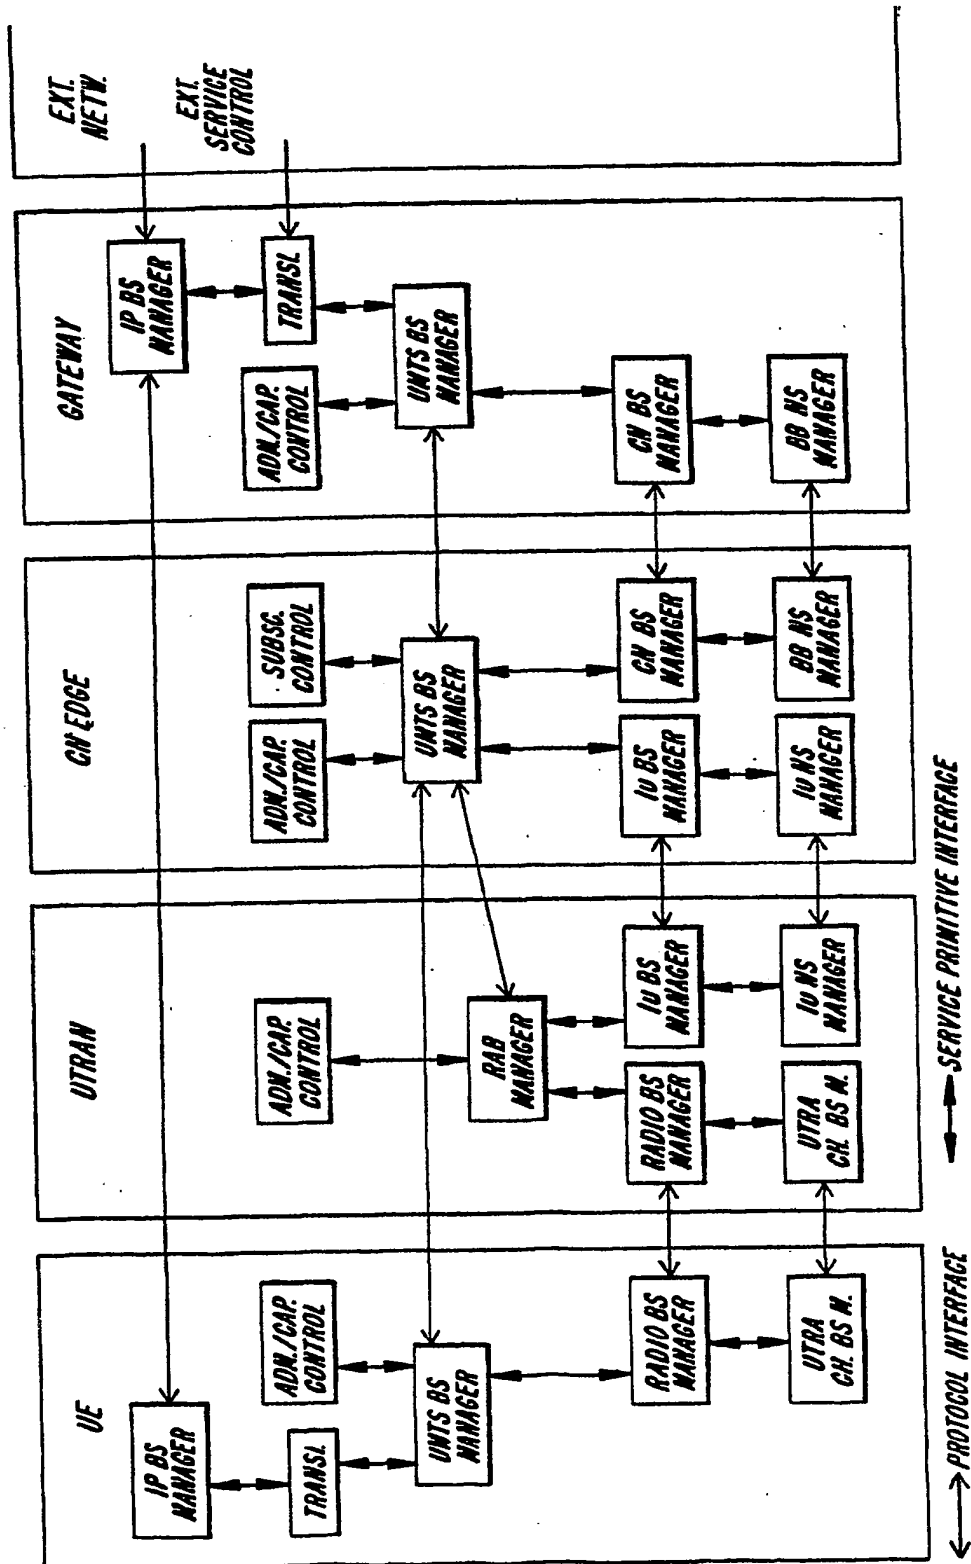 UE
IP BS
MANAGER
TRANSL.
ADM./CAP.
CONTROL
UMTS BS
MANAGER
RADIO BS
MANAGER
UTRA
CH. BS M.
UTRAN
ADM./CAP.
CONTROL
RAB
MANAGER
RADIO BS
MANAGER
IU BS
MANAGER
UTRA
CH. BS M.
IU NS
MANAGER
CN EDGE
ADM./CAP.
CONTROL
SUBSC.
CONTROL
UMTS BS
MANAGER
IU BS
MANAGER
CN BS
MANAGER
IU NS
MANAGER
BB NS
MANAGER
GATEWAY
IP BS
MANAGER
ADM./CAP.
CONTROL
TRANSL
UMTS BS
MANAGER
CN BS
MANAGER
BB NS
MANAGER
EXT.
NETW.
EXT.
SERVICE
CONTROL
PROTOCOL INTERFACE
SERVICE PRIMITIVE INTERFACE